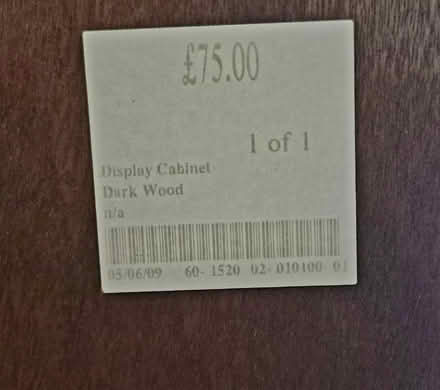 £75.00
1 of 1
Display Cabinet
Dark Wood
n/a
05/06/09 60- 1520 02- 010100- 01